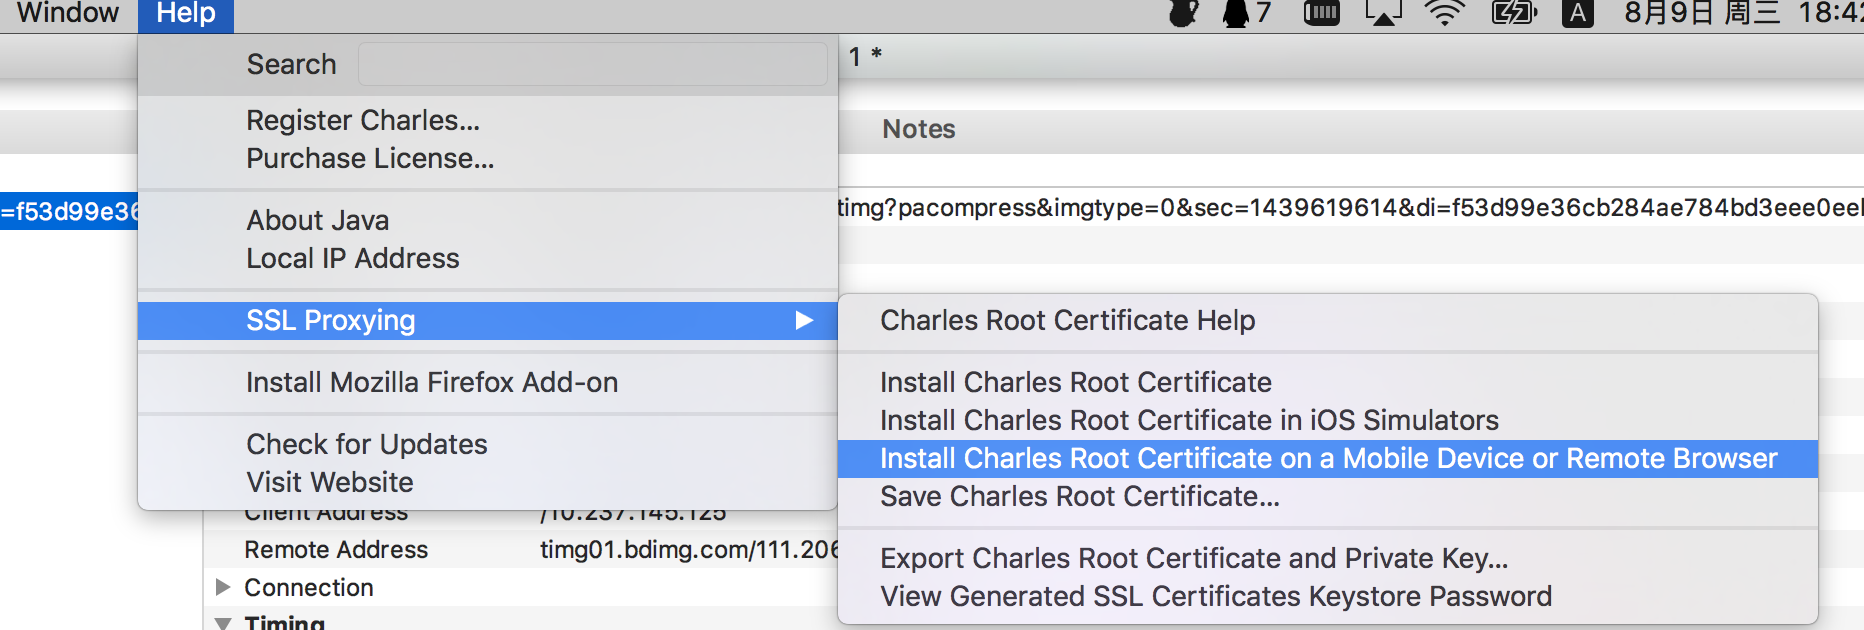 Window Help 7 A 8月9日 周三 18:42
Search
1 *
Register Charles...
Notes
Purchase License...
=f53d99e36
timg?pacompress&imgtype=0&sec=1439619614&di=f53d99e36cb284ae784bd3eee0eel
About Java
Local IP Address
SSL Proxying
Charles Root Certificate Help
Install Mozilla Firefox Add-on
Install Charles Root Certificate
Install Charles Root Certificate in iOS Simulators
Check for Updates
Install Charles Root Certificate on a Mobile Device or Remote Browser
Visit Website
Save Charles Root Certificate...
Client Address /10.237.145.125
Remote Address timg01.bdimg.com/111.206
Export Charles Root Certificate and Private Key...
Connection
View Generated SSL Certificates Keystore Password
Timing